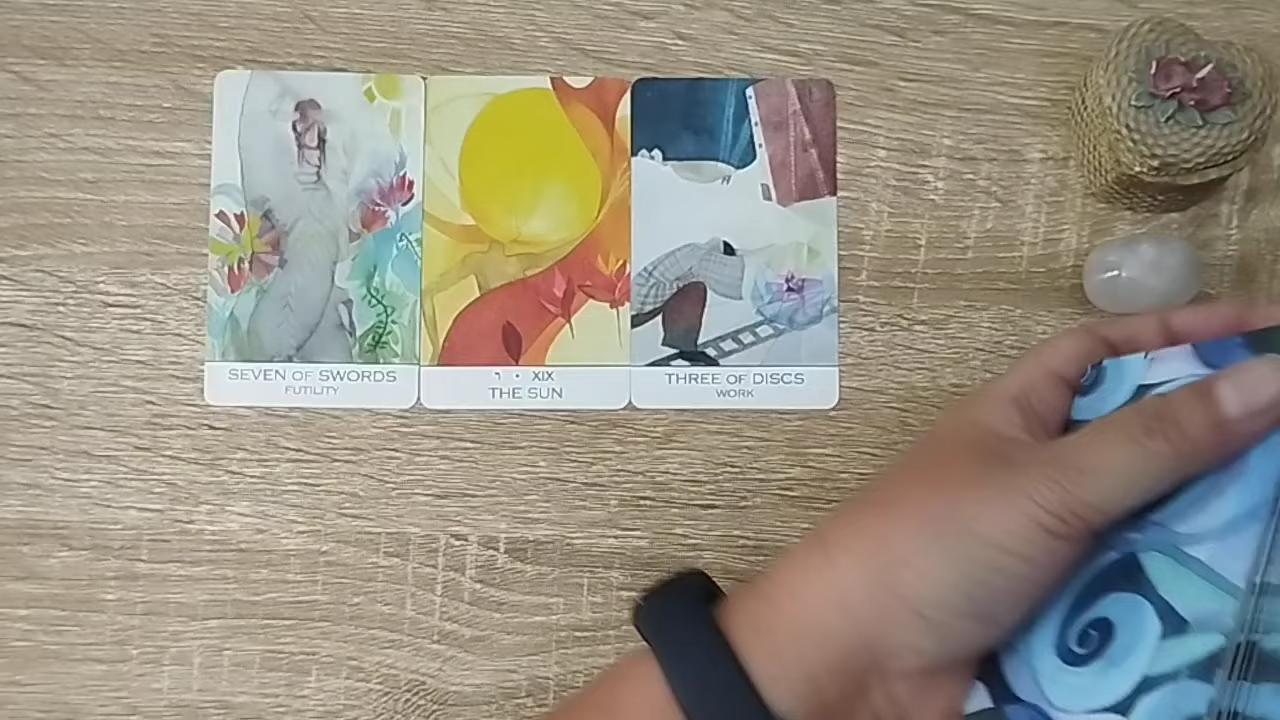 SEVEN OF SWORDS
FUTILITY
ר • XIX
THE SUN
THREE OF DISCS
WORK